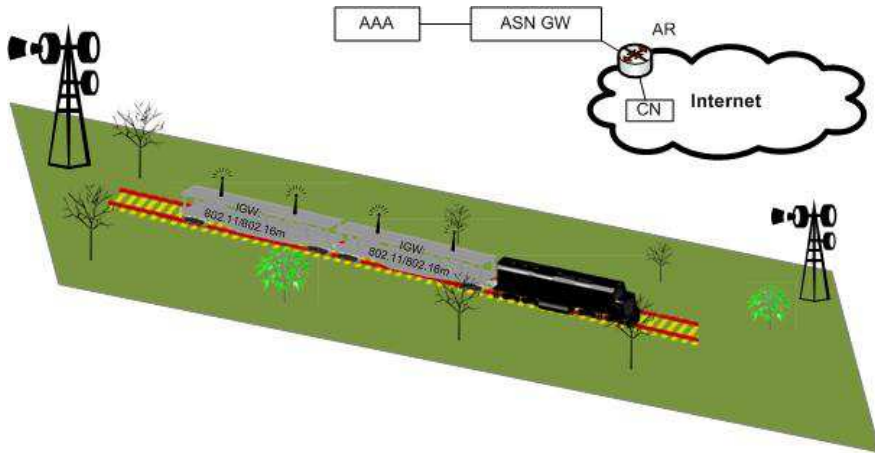 AAA
ASN GW
AR
CN
Internet
IGW:
802.11/802.16m
IGW:
802.11/802.16m